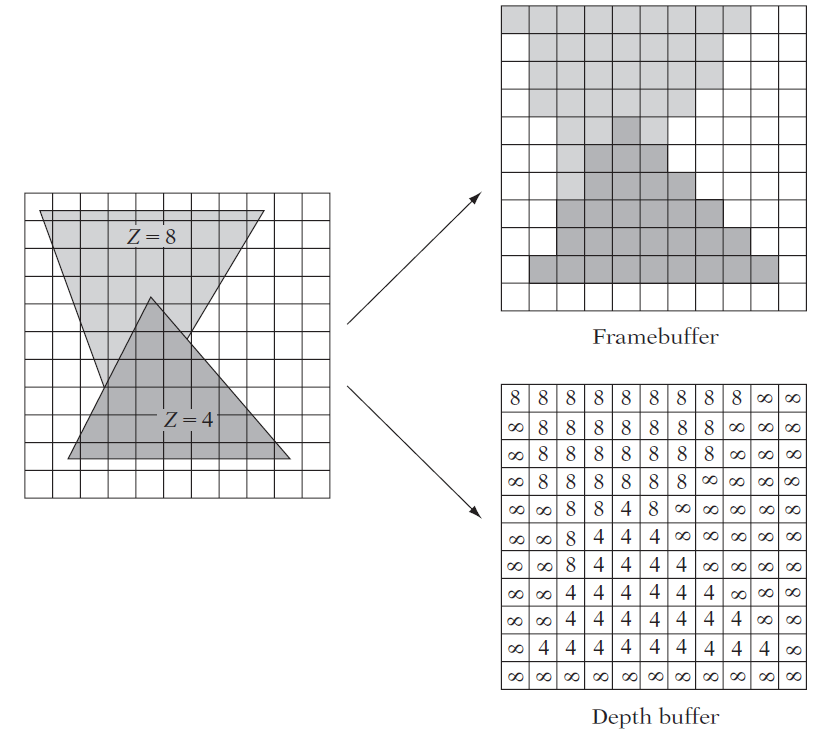 Z = 8
Z = 4
Framebuffer
8 8 8 8 8 8 8 8 8 ∞ ∞
∞ 8 8 8 8 8 8 8 ∞ ∞ ∞
∞ 8 8 8 8 8 8 8 ∞ ∞ ∞
∞ 8 8 8 8 8 8 ∞ ∞ ∞ ∞
∞ ∞ 8 8 4 8 ∞ ∞ ∞ ∞ ∞
∞ ∞ 8 4 4 4 ∞ ∞ ∞ ∞ ∞
∞ ∞ 8 4 4 4 4 ∞ ∞ ∞ ∞
∞ ∞ 4 4 4 4 4 4 ∞ ∞ ∞
∞ ∞ 4 4 4 4 4 4 4 ∞ ∞
∞ 4 4 4 4 4 4 4 4 4 ∞
∞ ∞ ∞ ∞ ∞ ∞ ∞ ∞ ∞ ∞ ∞
Depth buffer